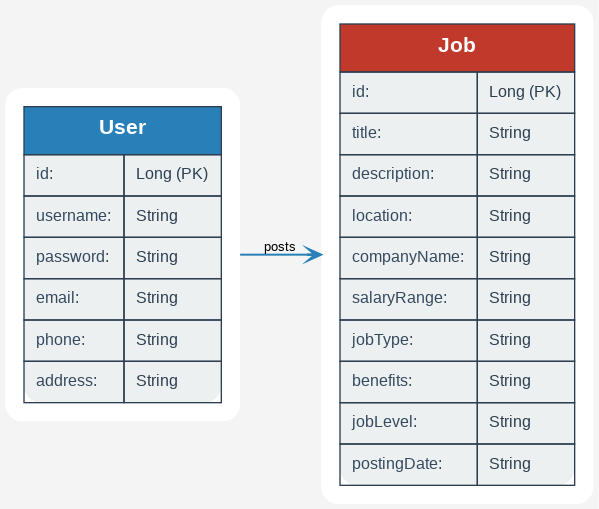 User
id: Long (PK)
username: String
password: String
email: String
phone: String
address: String
posts
Job
id: Long (PK)
title: String
description: String
location: String
companyName: String
salaryRange: String
jobType: String
benefits: String
jobLevel: String
postingDate: String